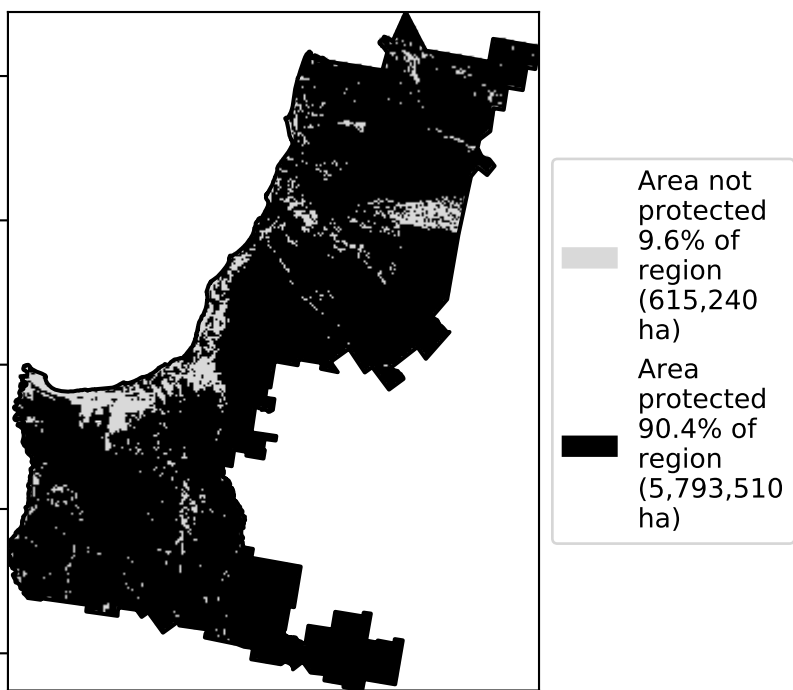 Area not
protected
9.6% of
region
(615,240
ha)
Area
protected
90.4% of
region
(5,793,510
ha)